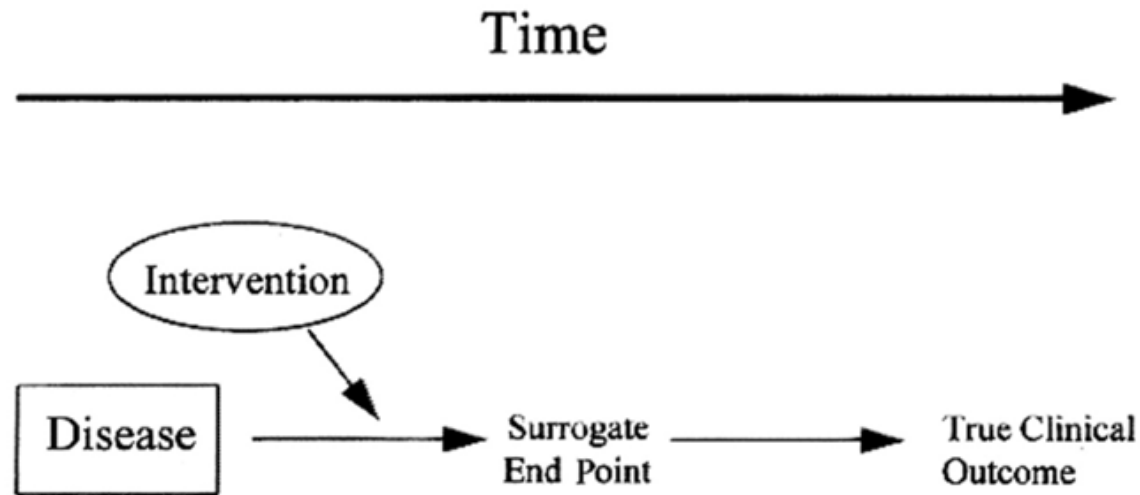 Time
Intervention
Disease
Surrogate
End Point
True Clinical
Outcome